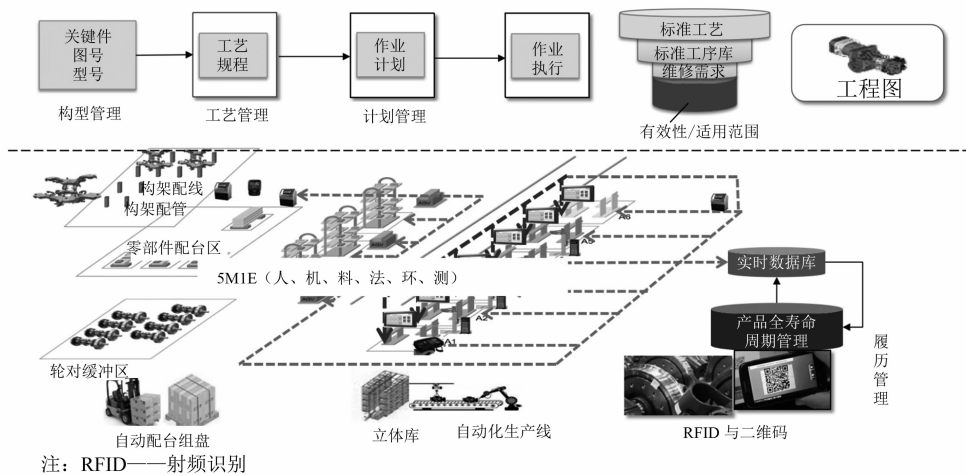 关键件
图号
型号
构型管理
工艺
规程
工艺管理
作业
计划
计划管理
作业
执行
标准工艺
标准工序库
维修需求
有效性/适用范围
工程图
构架配线
构架配管
零部件配台区
5M1E（人、机、料、法、环、测）
A6
A5
A2
A1
实时数据库
产品全寿命
周期管理
履
历
管
理
轮对缓冲区
自动配台组盘
立体库
自动化生产线
RFID 与二维码
注：RFID——射频识别